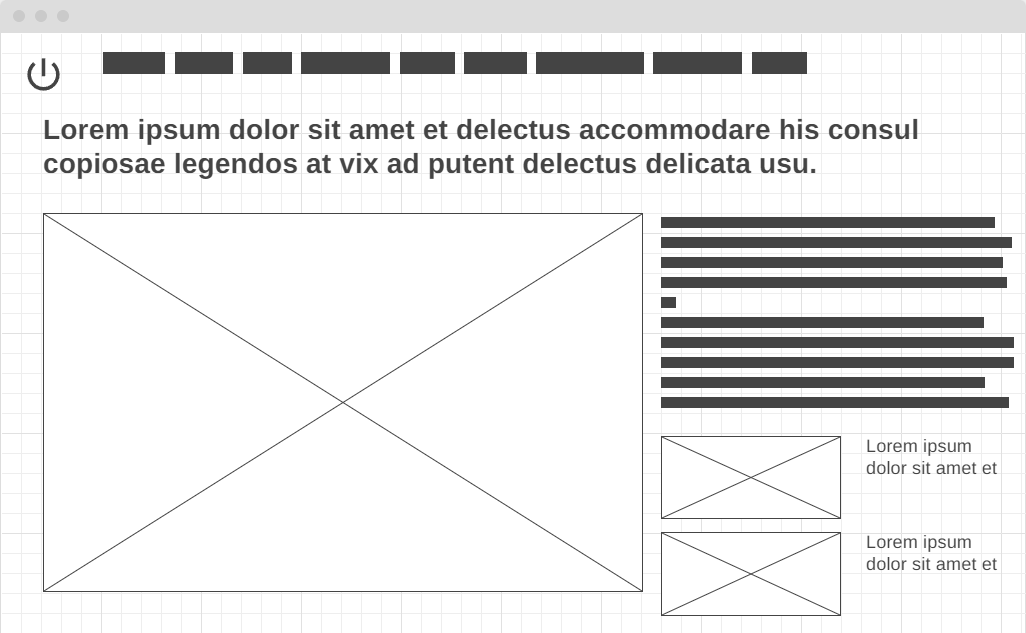 Lorem ipsum dolor sit amet et delectus accommodare his consul
copiosae legendos at vix ad putent delectus delicata usu.
Lorem ipsum
dolor sit amet et
Lorem ipsum
dolor sit amet et